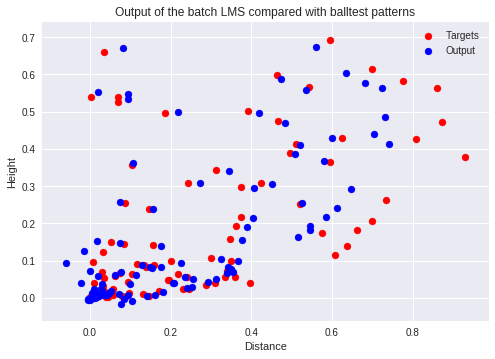 Output of the batch LMS compared with balltest patterns
Targets
Output
Height
0.7
0.6
0.5
0.4
0.3
0.2
0.1
0.0
0.0 0.2 0.4 0.6 0.8
Distance